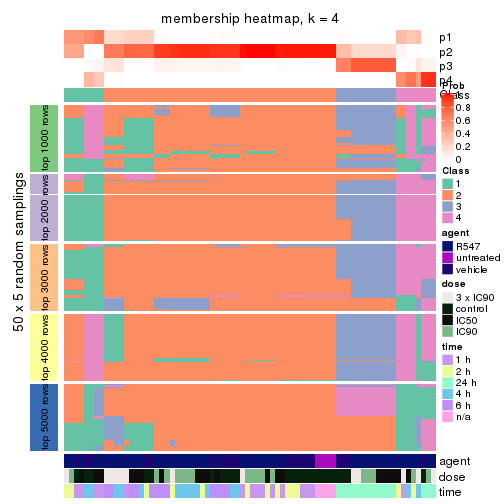 membership heatmap, k = 4
p1
p2
p3
p4
Prob
Class
0.8
0.6
0.4
0.2
0
Class
1
2
3
4
agent
R547
untreated
vehicle
dose
3 x IC90
control
IC50
IC90
time
1 h
2 h
24 h
4 h
6 h
n/a
50 x 5 random samplings
top 1000 rows
top 2000 rows
top 3000 rows
top 4000 rows
top 5000 rows
agent
dose
time